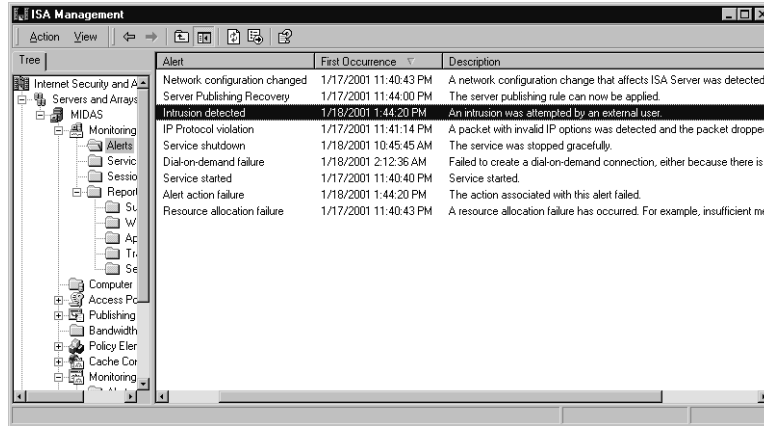 ISA Management
Action View
Tree
Internet Security and A
Servers and Arrays
MIDAS
Monitoring
Alerts
Servic
Sessio
Report
Su
W
Ap
Tra
Se
Computer
Access Po
Publishing
Bandwidth
Policy Eler
Cache Cor
Monitoring
Alert First Occurrence Description
Network configuration changed 1/17/2001 11:40:43 PM A network configuration change that affects ISA Server was detected
Server Publishing Recovery 1/17/2001 11:44:00 PM The server publishing rule can now be applied.
Intrusion detected 1/18/2001 1:44:20 PM An intrusion was attempted by an external user.
IP Protocol violation 1/17/2001 11:41:14 PM A packet with invalid IP options was detected and the packet droppe
Service shutdown 1/18/2001 10:45:45 AM The service was stopped gracefully.
Dial-on-demand failure 1/18/2001 2:12:36 AM Failed to create a dial-on-demand connection, either because there is
Service started 1/17/2001 11:40:40 PM Service started.
Alert action failure 1/18/2001 1:44:20 PM The action associated with this alert failed.
Resource allocation failure 1/17/2001 11:40:43 PM A resource allocation failure has occurred. For example, insufficient me